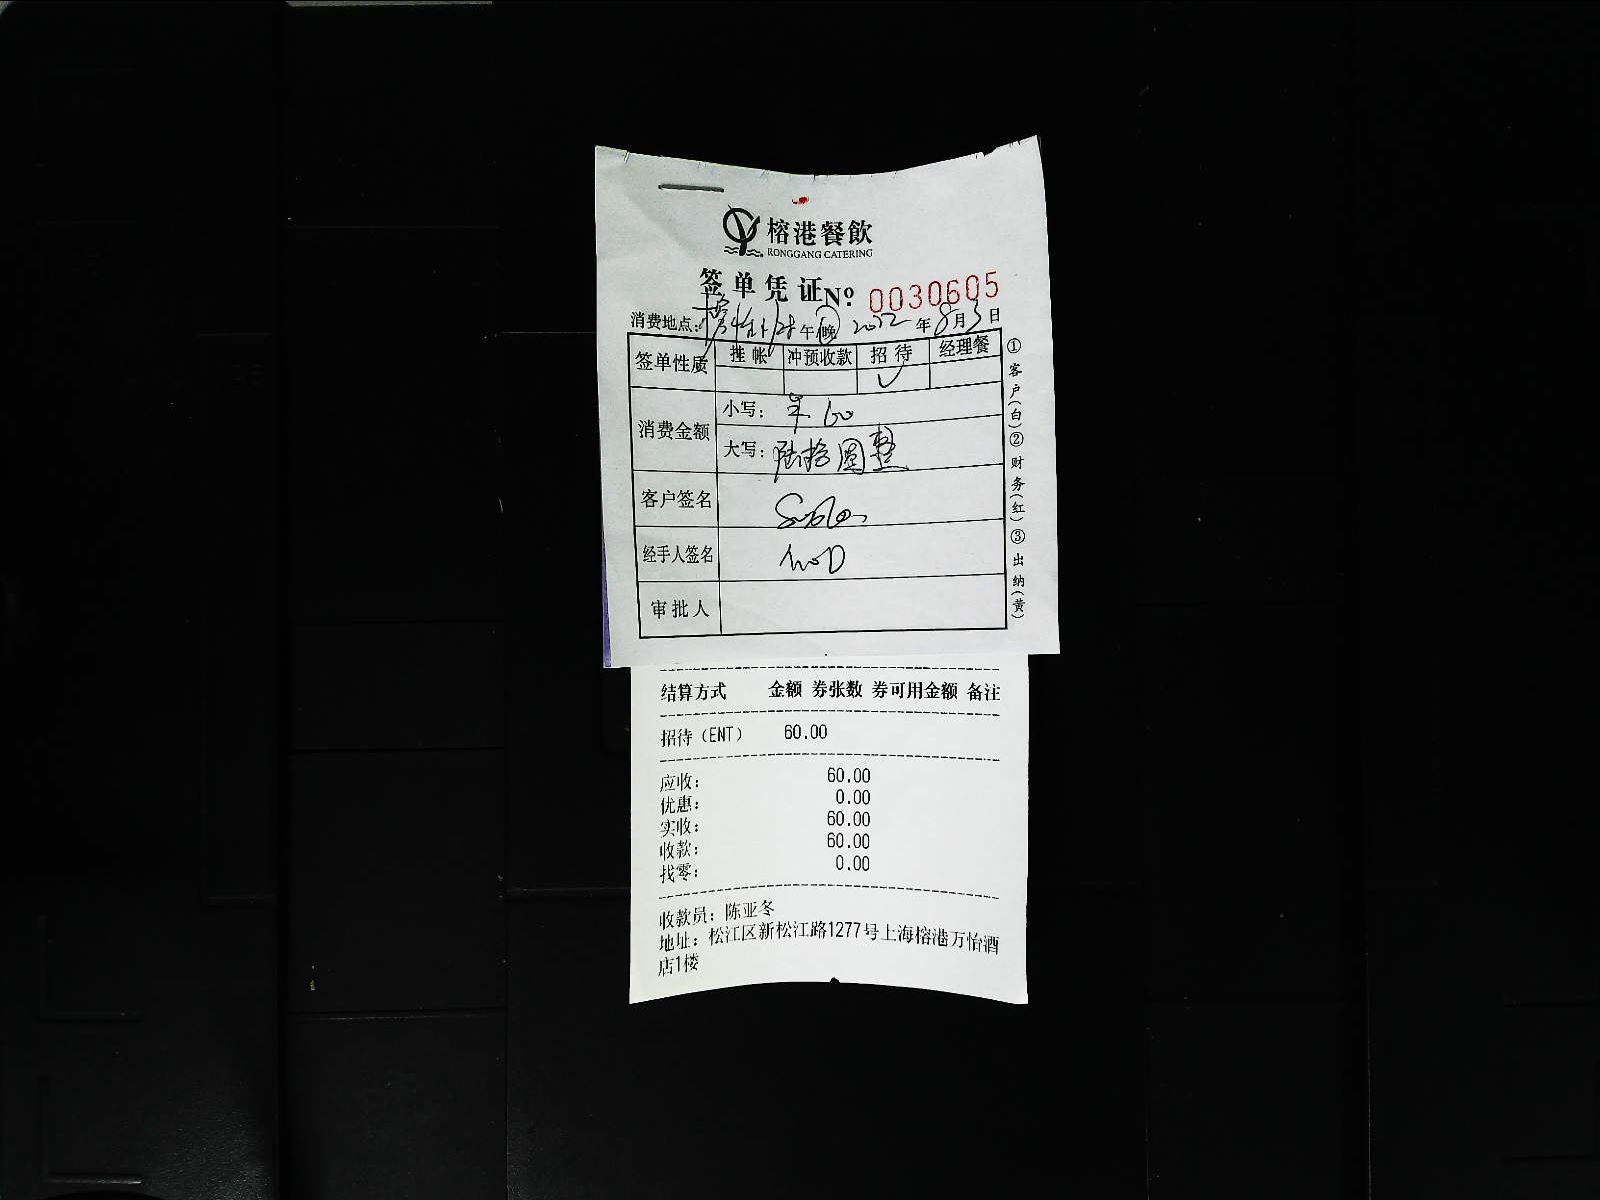 榕港餐飲
RONGGANG CATERING
签单凭证 No: 0030605
消费地点: 午/晚 2022年8月3日
签单性质 挂帐 冲预收款 招待 经理餐
✓
消费金额
小写: 60
大写: 陆拾圆整
客户签名
经手人签名
审批人
①客户(白)②财务(红)③出纳(黄)
结算方式 金额 券张数 券可用金额 备注
招待(ENT) 60.00
应收: 60.00
优惠: 0.00
实收: 60.00
收款: 60.00
找零: 0.00
收款员: 陈亚冬
地址: 松江区新松江路1277号上海榕港万怡酒
店1楼